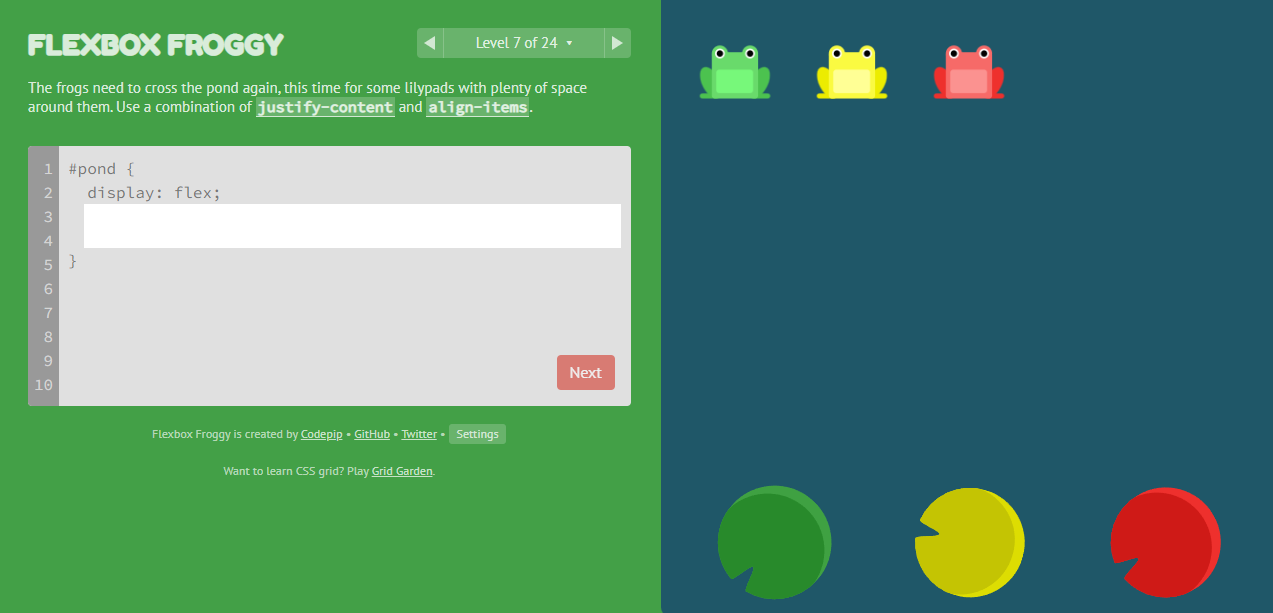 FLEXBOX FROGGY
◀ Level 7 of 24 ▾ ▶
The frogs need to cross the pond again, this time for some lilypads with plenty of space
around them. Use a combination of justify-content and align-items.
1 #pond {
2 display: flex;
3
4
5 }
6
7
8
9
10
Next
Flexbox Froggy is created by Codepip • GitHub • Twitter • Settings
Want to learn CSS grid? Play Grid Garden.